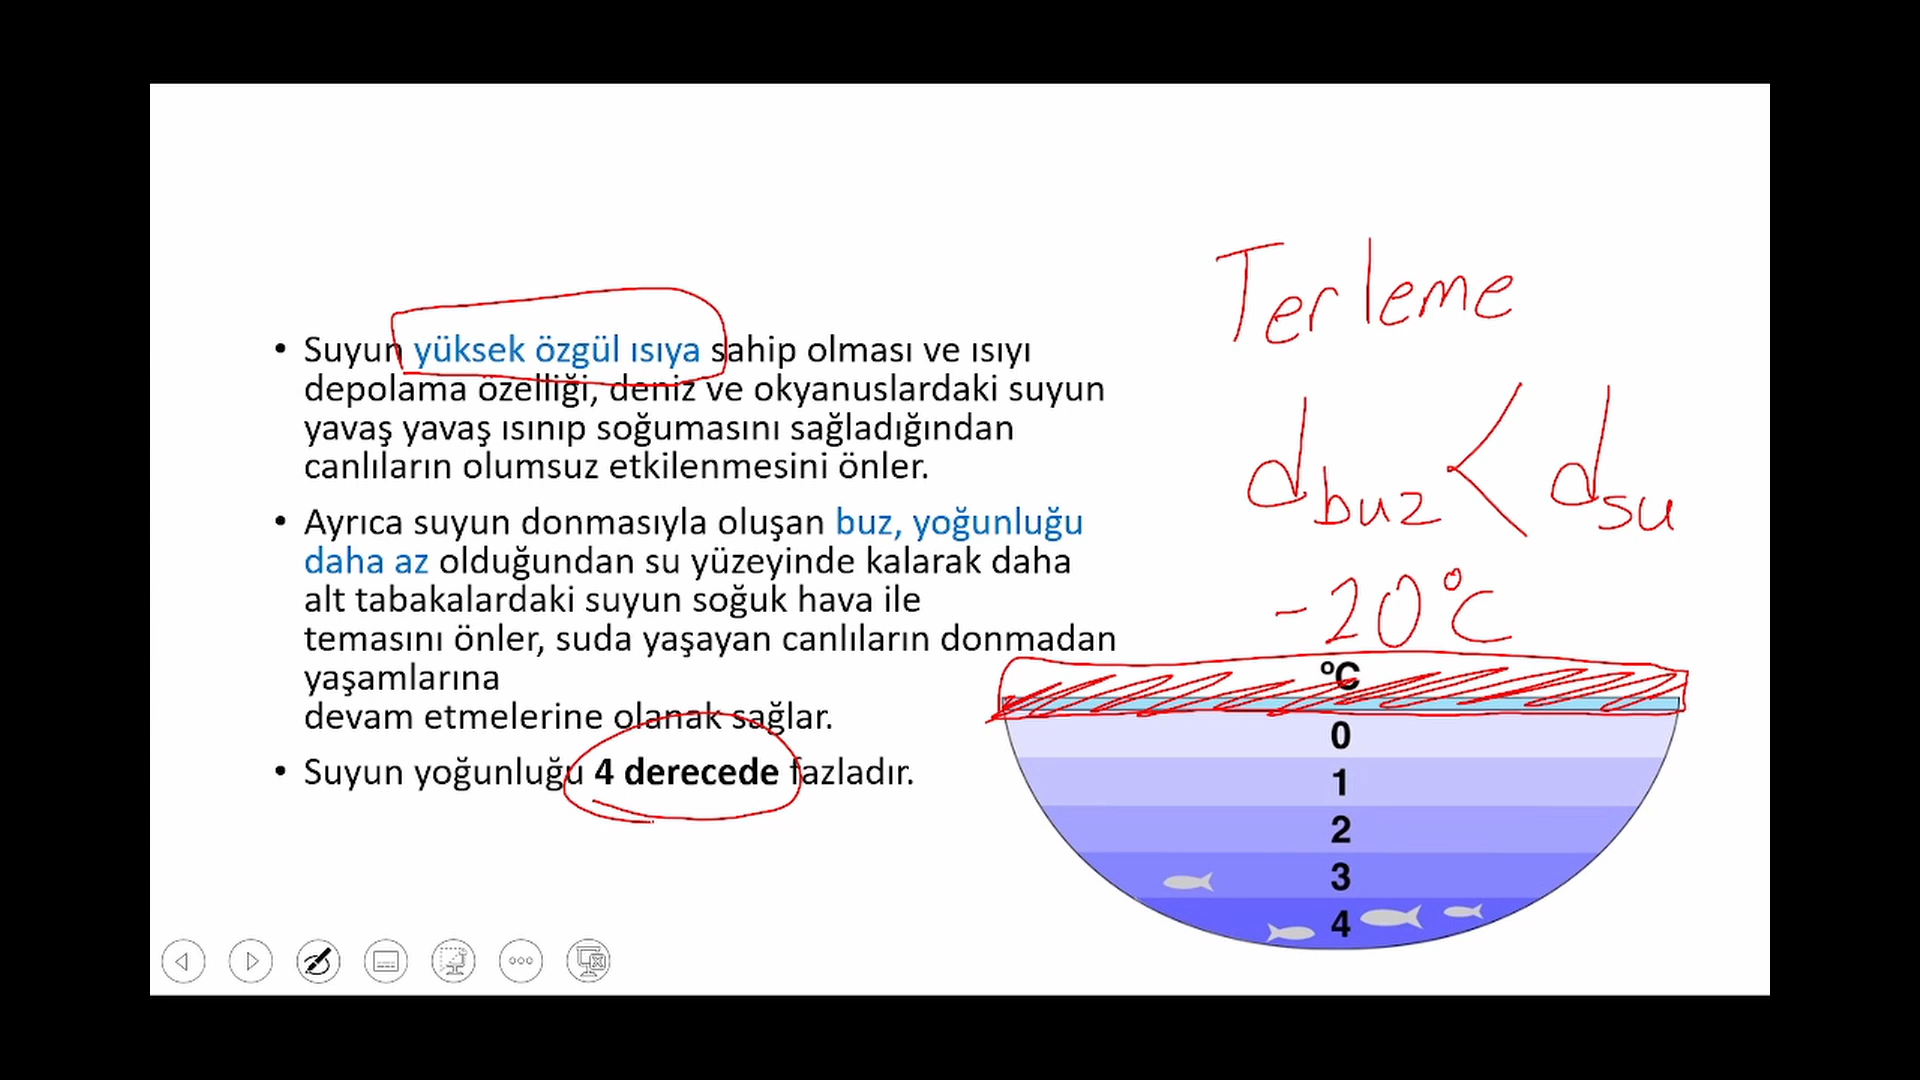 • Suyun yüksek özgül ısıya sahip olması ve ısıyı
depolama özelliği, deniz ve okyanuslardaki suyun
yavaş yavaş ısınıp soğumasını sağladığından
canlıların olumsuz etkilenmesini önler.
• Ayrıca suyun donmasıyla oluşan buz, yoğunluğu
daha az olduğundan su yüzeyinde kalarak daha
alt tabakalardaki suyun soğuk hava ile
temasını önler, suda yaşayan canlıların donmadan
yaşamlarına
devam etmelerine olanak sağlar.
• Suyun yoğunluğu 4 derecede fazladır.
Terleme
d buz < d su
-20°C
°C
0
1
2
3
4